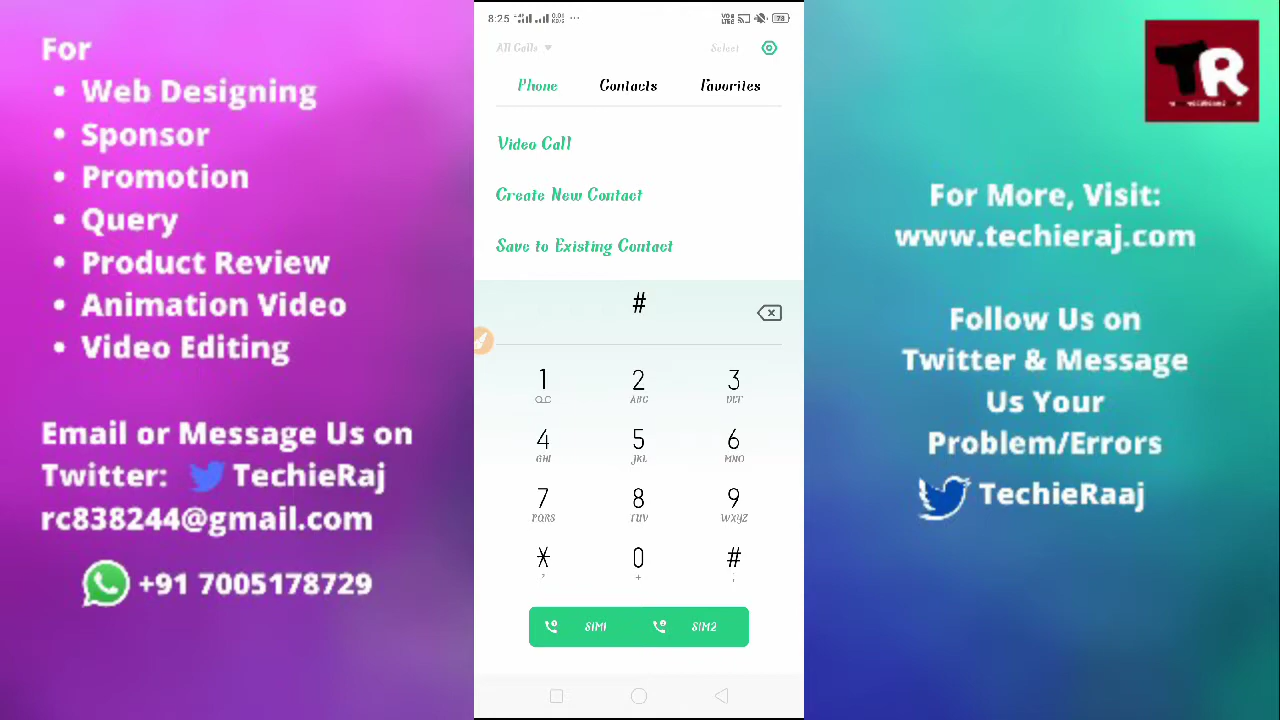 For
• Web Designing
• Sponsor
• Promotion
• Query
• Product Review
• Animation Video
• Video Editing
Email or Message Us on
Twitter: TechieRaj
rc838244@gmail.com
+91 7005178729
8:25
78
All Calls
Select
Phone Contacts Favorites
Video Call
Create New Contact
Save to Existing Contact
#
1 2 3
ABC DEF
4 5 6
GHI JKL MNO
7 8 9
PQRS TUV WXYZ
* 0 #
+
SIM1 SIM2
TR
For More, Visit:
www.techieraj.com
Follow Us on
Twitter & Message
Us Your
Problem/Errors
TechieRaaj